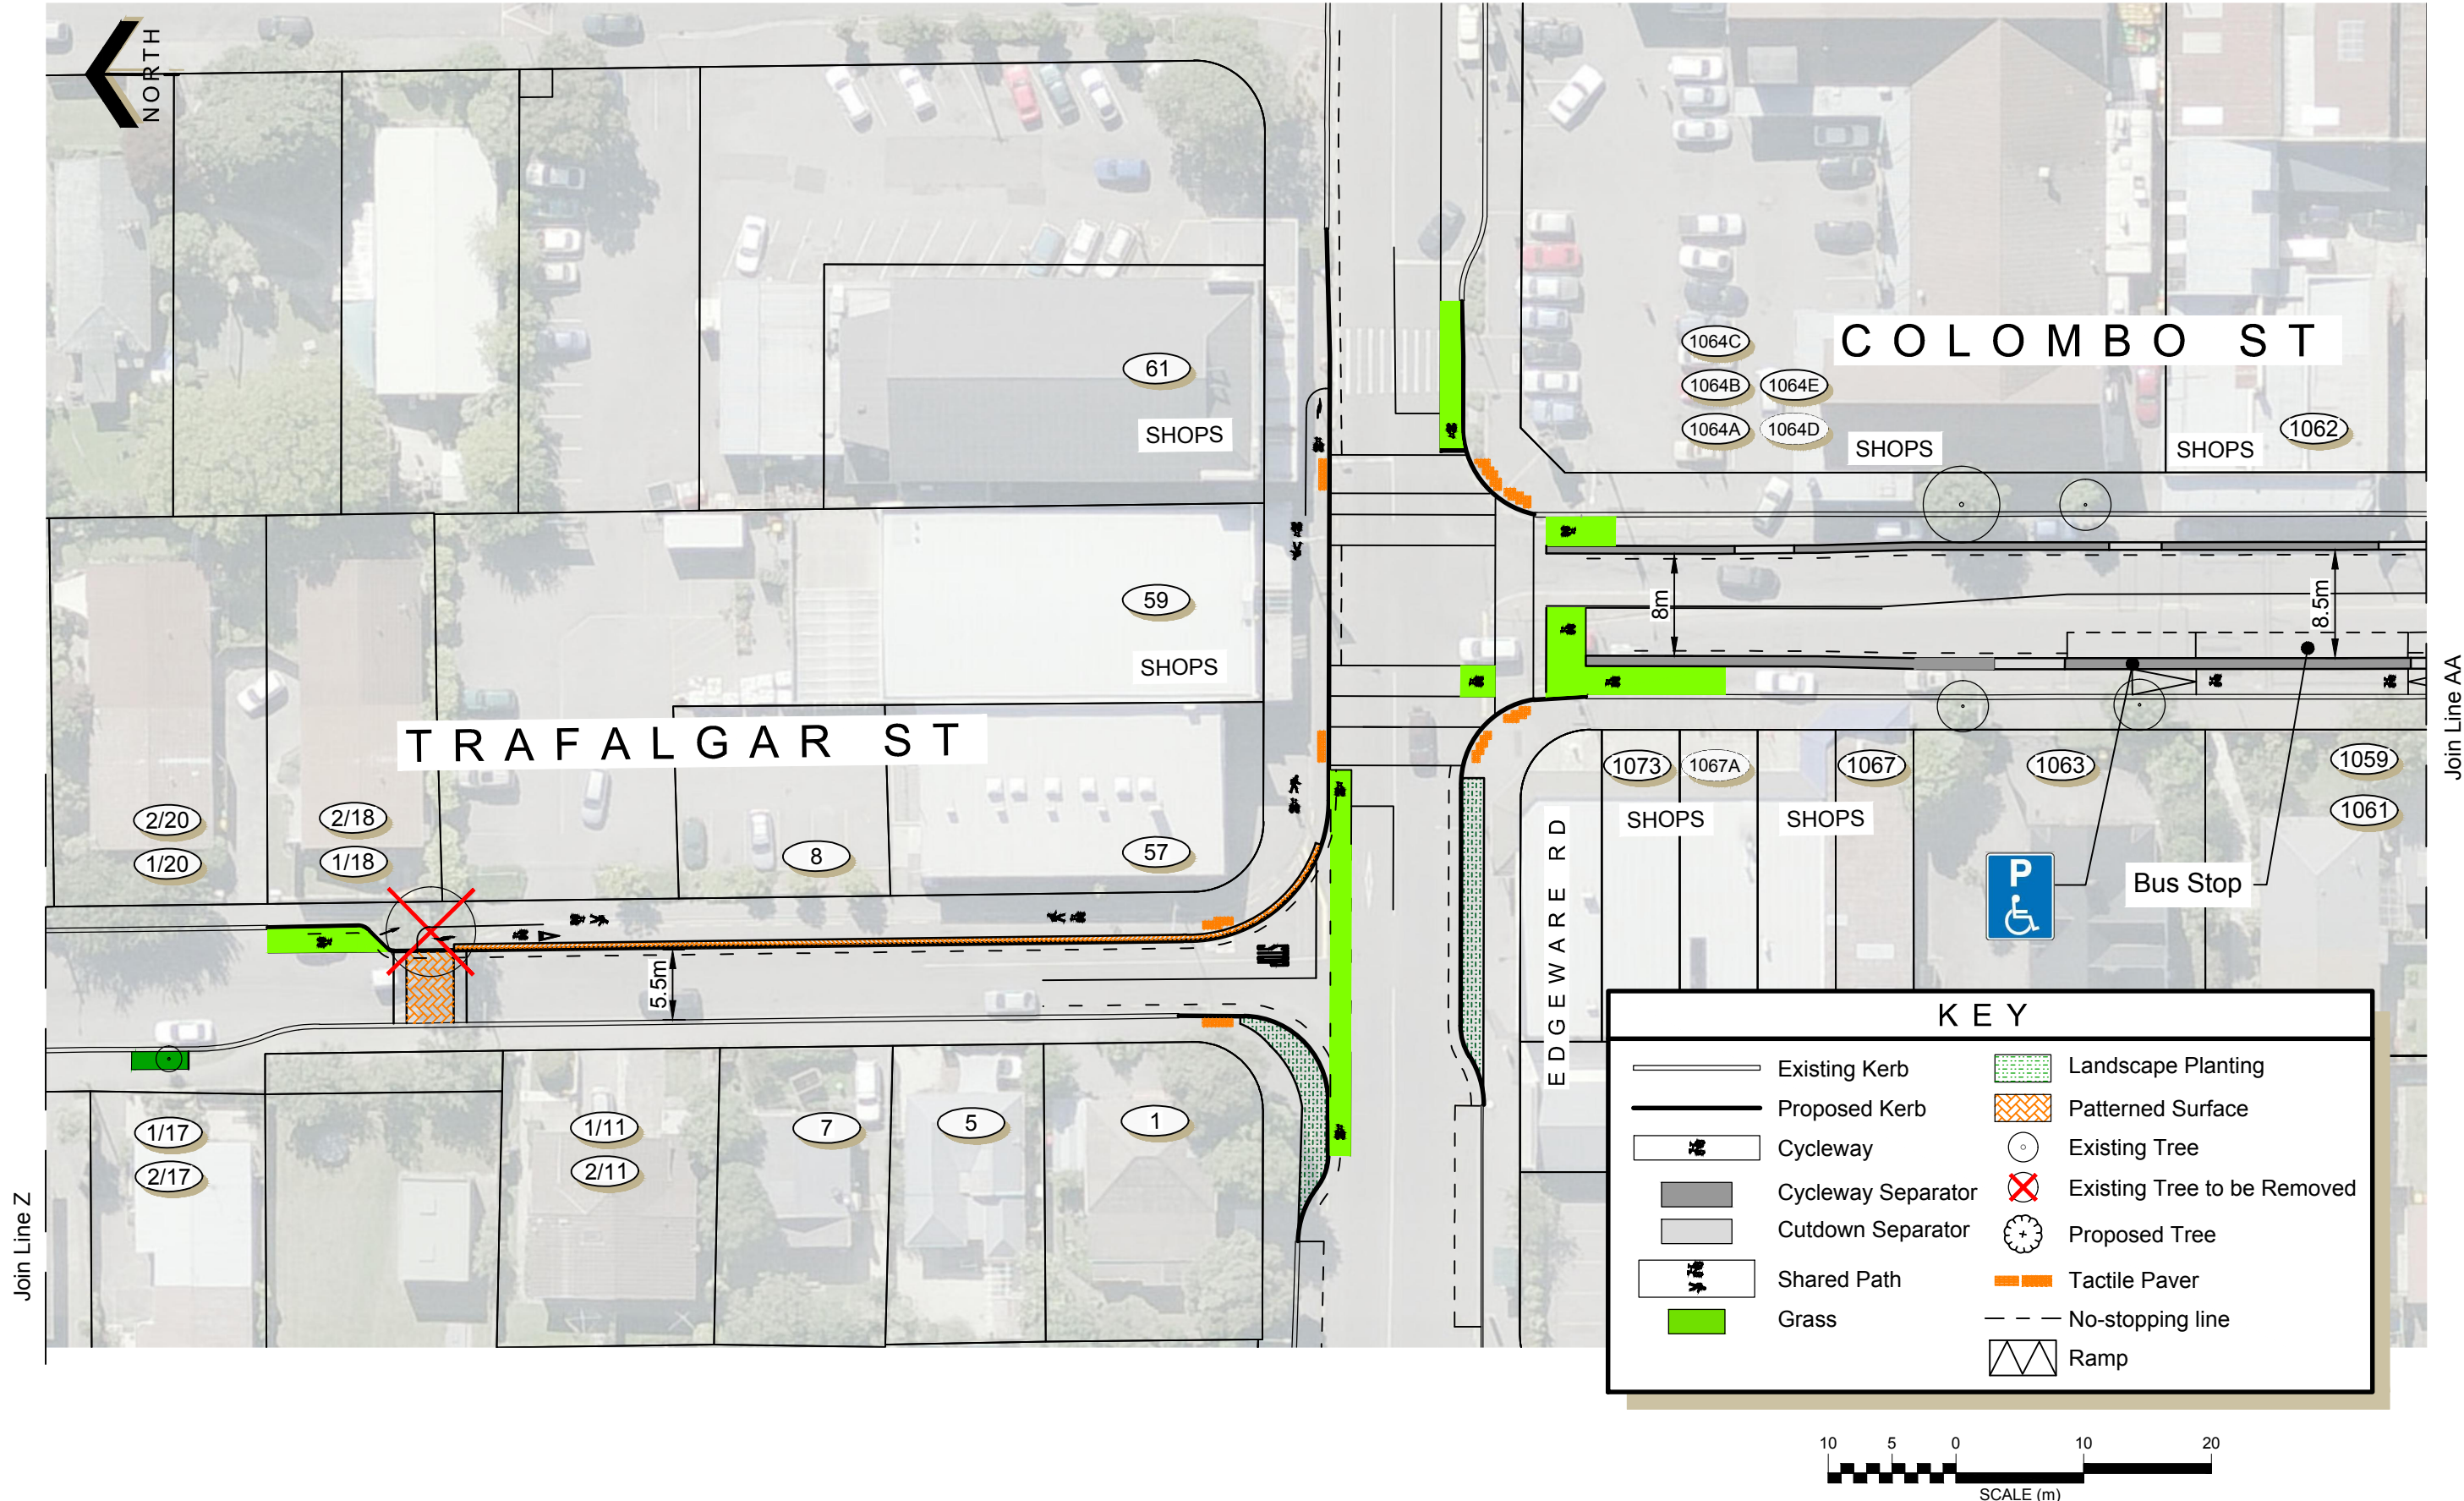 NORTH
COLOMBO ST
1064C
1064B
1064E
1064A
1064D
SHOPS
SHOPS
1062
61
SHOPS
59
SHOPS
8m
8.5m
Join Line AA
TRAFALGAR ST
2/20
1/20
2/18
1/18
8
57
1073
1067A
1067
1063
1059
1061
SHOPS
SHOPS
EDGEWARE RD
P
Bus Stop
5.5m
1/17
2/17
1/11
2/11
7
5
1
Join Line Z
KEY
Existing Kerb
Proposed Kerb
Cycleway
Cycleway Separator
Cutdown Separator
Shared Path
Grass
Landscape Planting
Patterned Surface
Existing Tree
Existing Tree to be Removed
Proposed Tree
Tactile Paver
No-stopping line
Ramp
10 5 0 10 20
SCALE (m)